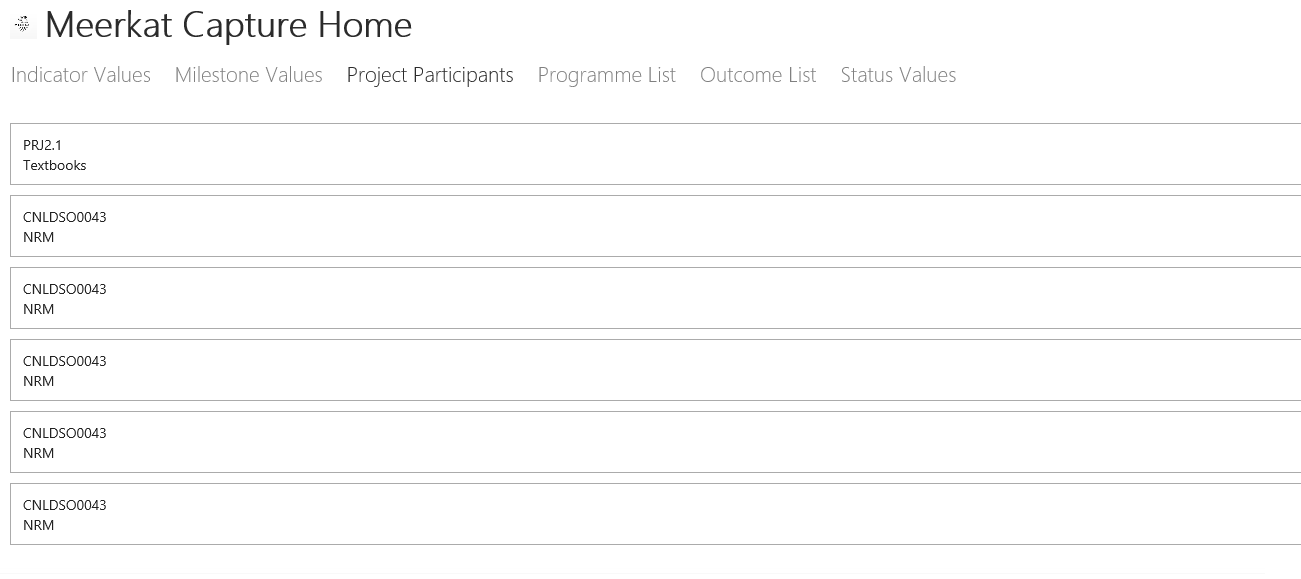 Meerkat Capture Home
Indicator Values Milestone Values Project Participants Programme List Outcome List Status Values
PRJ2.1
Textbooks
CNLDSO0043
NRM
CNLDSO0043
NRM
CNLDSO0043
NRM
CNLDSO0043
NRM
CNLDSO0043
NRM